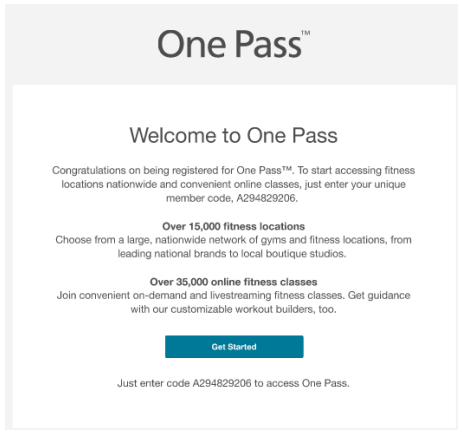 One Pass™
Welcome to One Pass
Congratulations on being registered for One Pass™. To start accessing fitness
locations nationwide and convenient online classes, just enter your unique
member code, A294829206.
Over 15,000 fitness locations
Choose from a large, nationwide network of gyms and fitness locations, from
leading national brands to local boutique studios.
Over 35,000 online fitness classes
Join convenient on-demand and livestreaming fitness classes. Get guidance
with our customizable workout builders, too.
Get Started
Just enter code A294829206 to access One Pass.